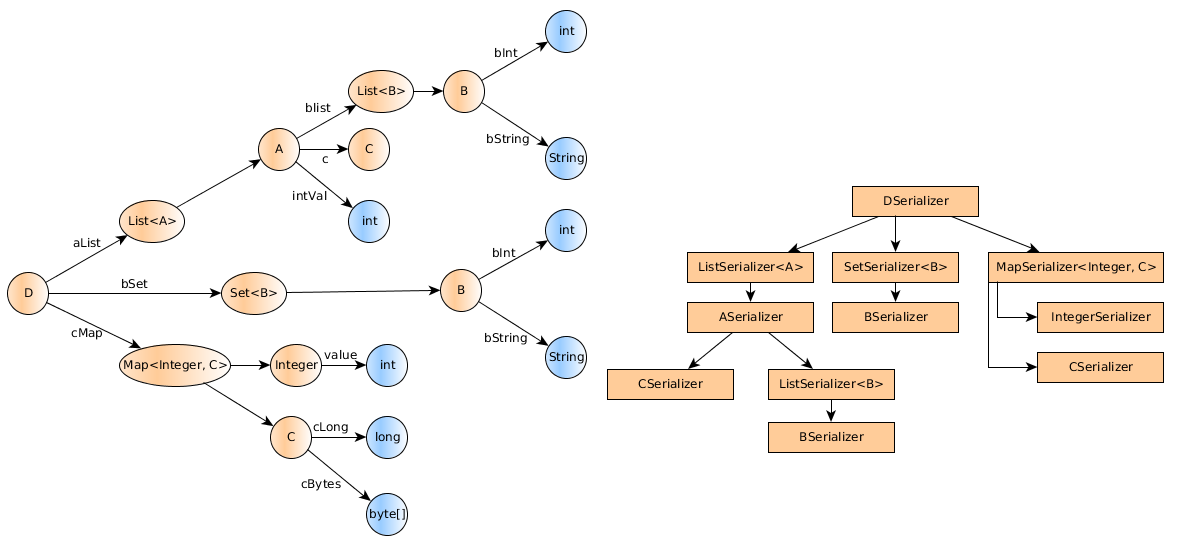 int
bInt
List<B>
B
blist
bString
A
C
c
String
intVal
List<A>
int
aList
int
bInt
D
bSet
Set<B>
B
cMap
bString
Map<Integer, C>
Integer
value
int
String
C
cLong
long
cBytes
byte[]
DSerializer
ListSerializer<A>
SetSerializer<B>
MapSerializer<Integer, C>
ASerializer
BSerializer
IntegerSerializer
CSerializer
CSerializer
ListSerializer<B>
BSerializer